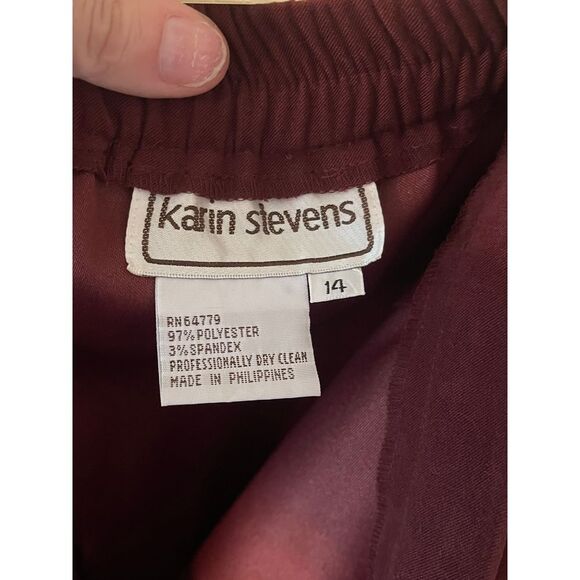 karin stevens
14
RN64779
97%POLYESTER
3%SPANDEX
PROFESSIONALLY DRY CLEAN
MADE IN PHILIPPINES